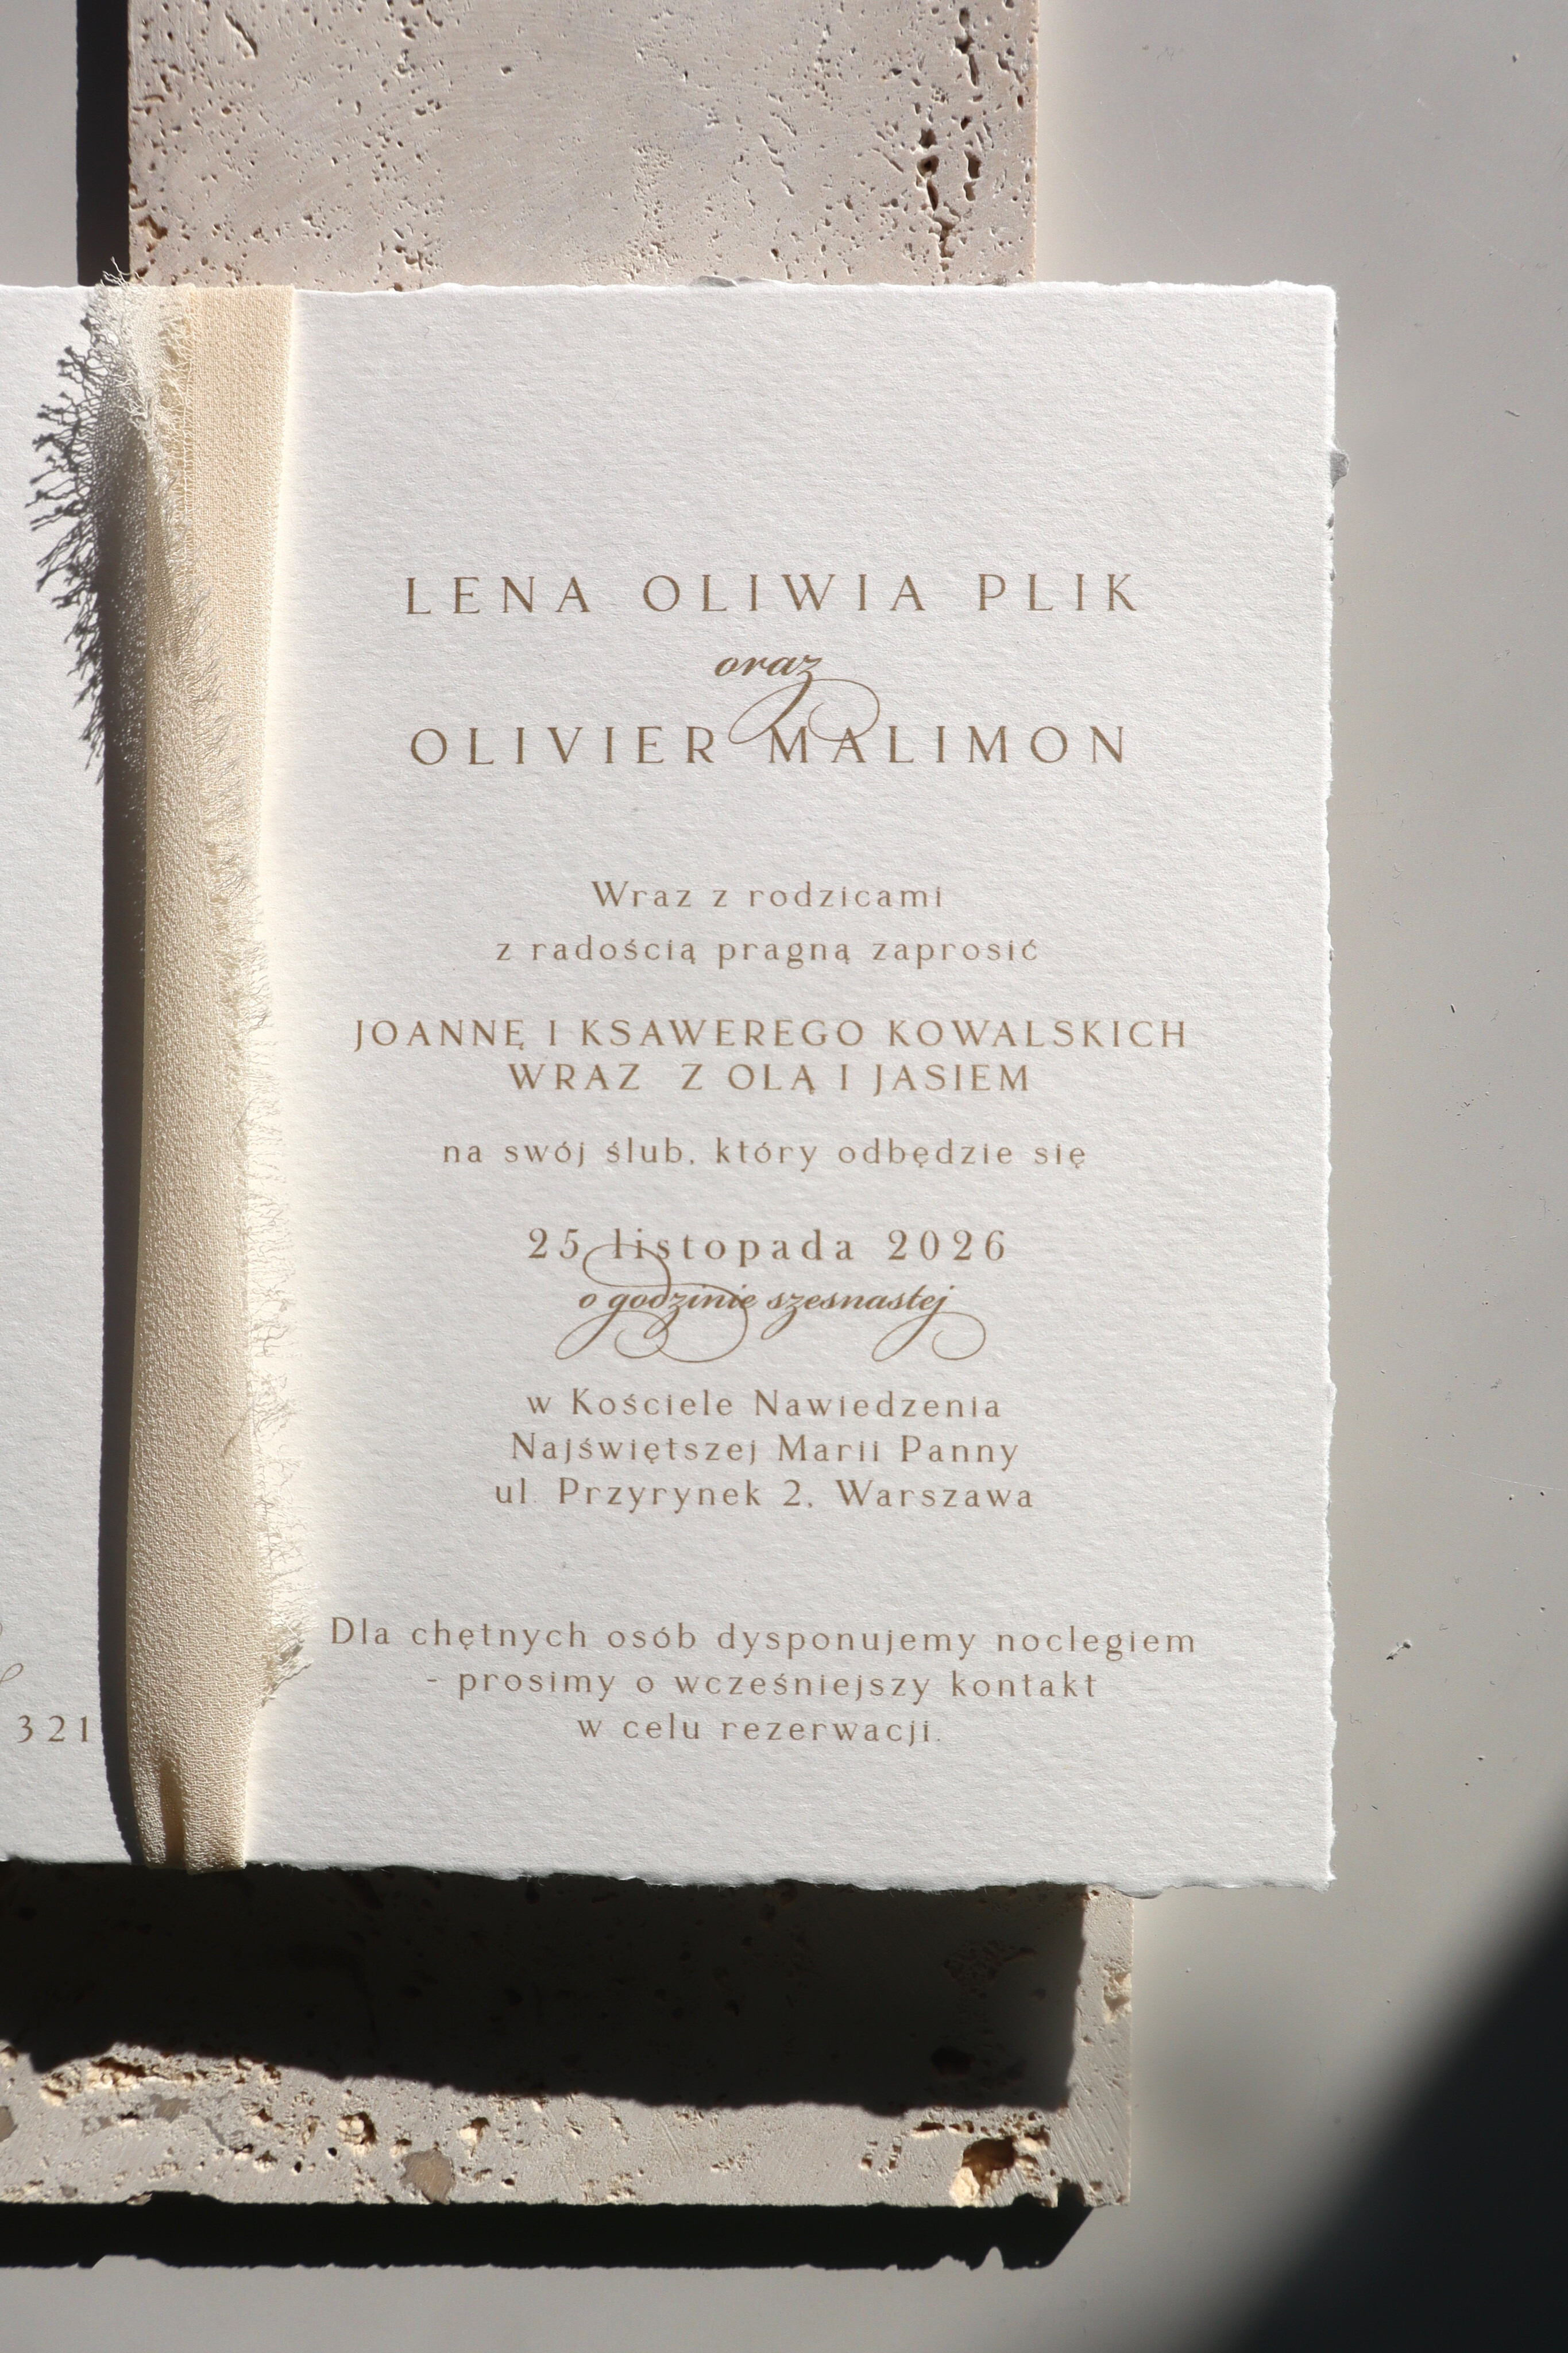 LENA OLIWIA PLIK
oraz
OLIVIER MALIMON
Wraz z rodzicami
z radością pragną zaprosić
JOANNĘ I KSAWEREGO KOWALSKICH
WRAZ Z OLĄ I JASIEM
na swój ślub, który odbędzie się
25 listopada 2026
o godzinie szesnastej
w Kościele Nawiedzenia
Najświętszej Marii Panny
ul. Przyrynek 2, Warszawa
Dla chętnych osób dysponujemy noclegiem
- prosimy o wcześniejszy kontakt
w celu rezerwacji.
321